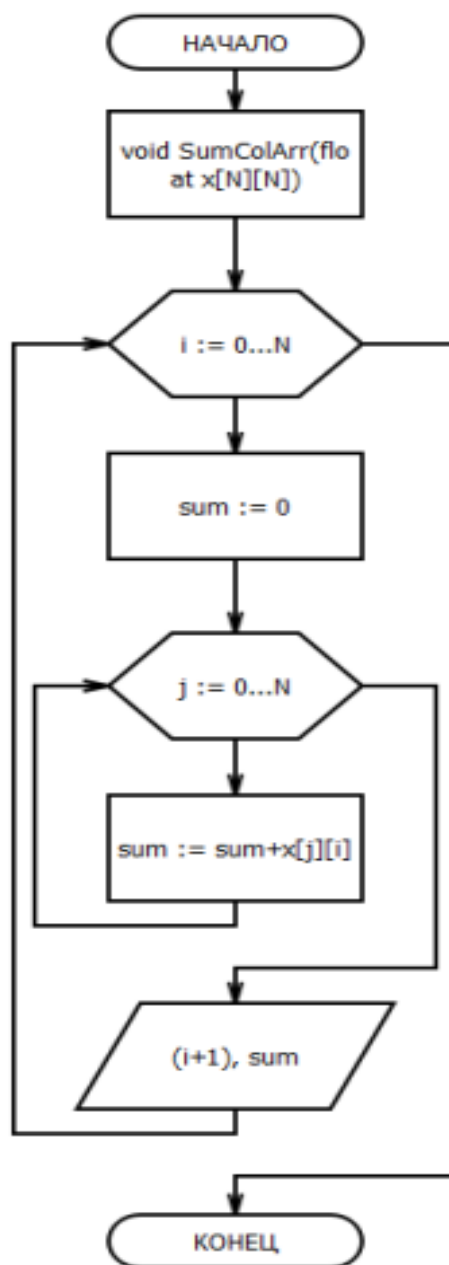 НАЧАЛО
void SumColArr(flo
at x[N][N])
i := 0...N
sum := 0
j := 0...N
sum := sum+x[j][i]
(i+1), sum
КОНЕЦ